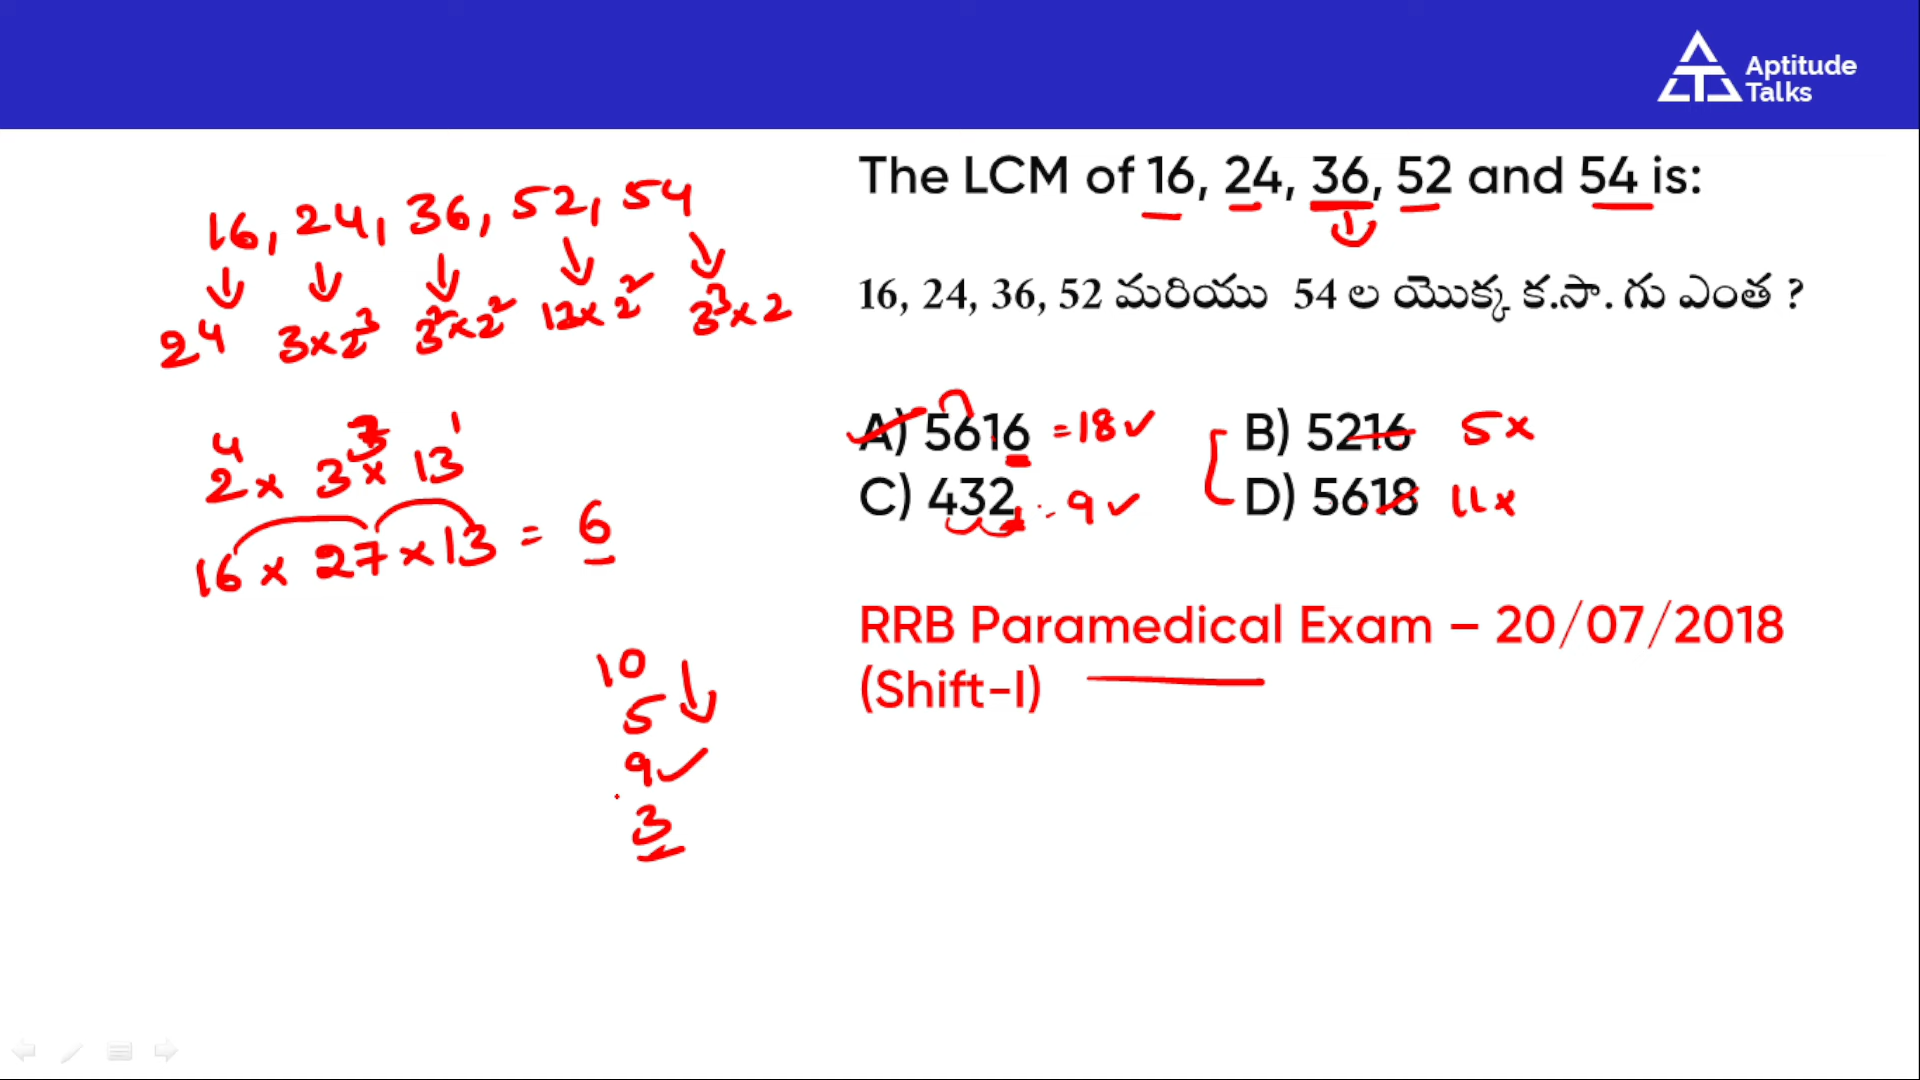 Aptitude
Talks
The LCM of 16, 24, 36, 52 and 54 is:
16, 24, 36, 52 మరియు 54 ల యొక్క క.సా. గు ఎంత ?
A) 5616 = 18 ✓ B) 5216 5 x
C) 432 = 9 ✓ D) 5618 11 x
RRB Paramedical Exam – 20/07/2018
(Shift-I)
16, 24, 36, 52, 54
2⁴ 3×2³ 3²×2² 13×2² 3³×2
2⁴ × 3³ × 13¹
16 × 27 × 13 = 6
10
5
9 ✓
3